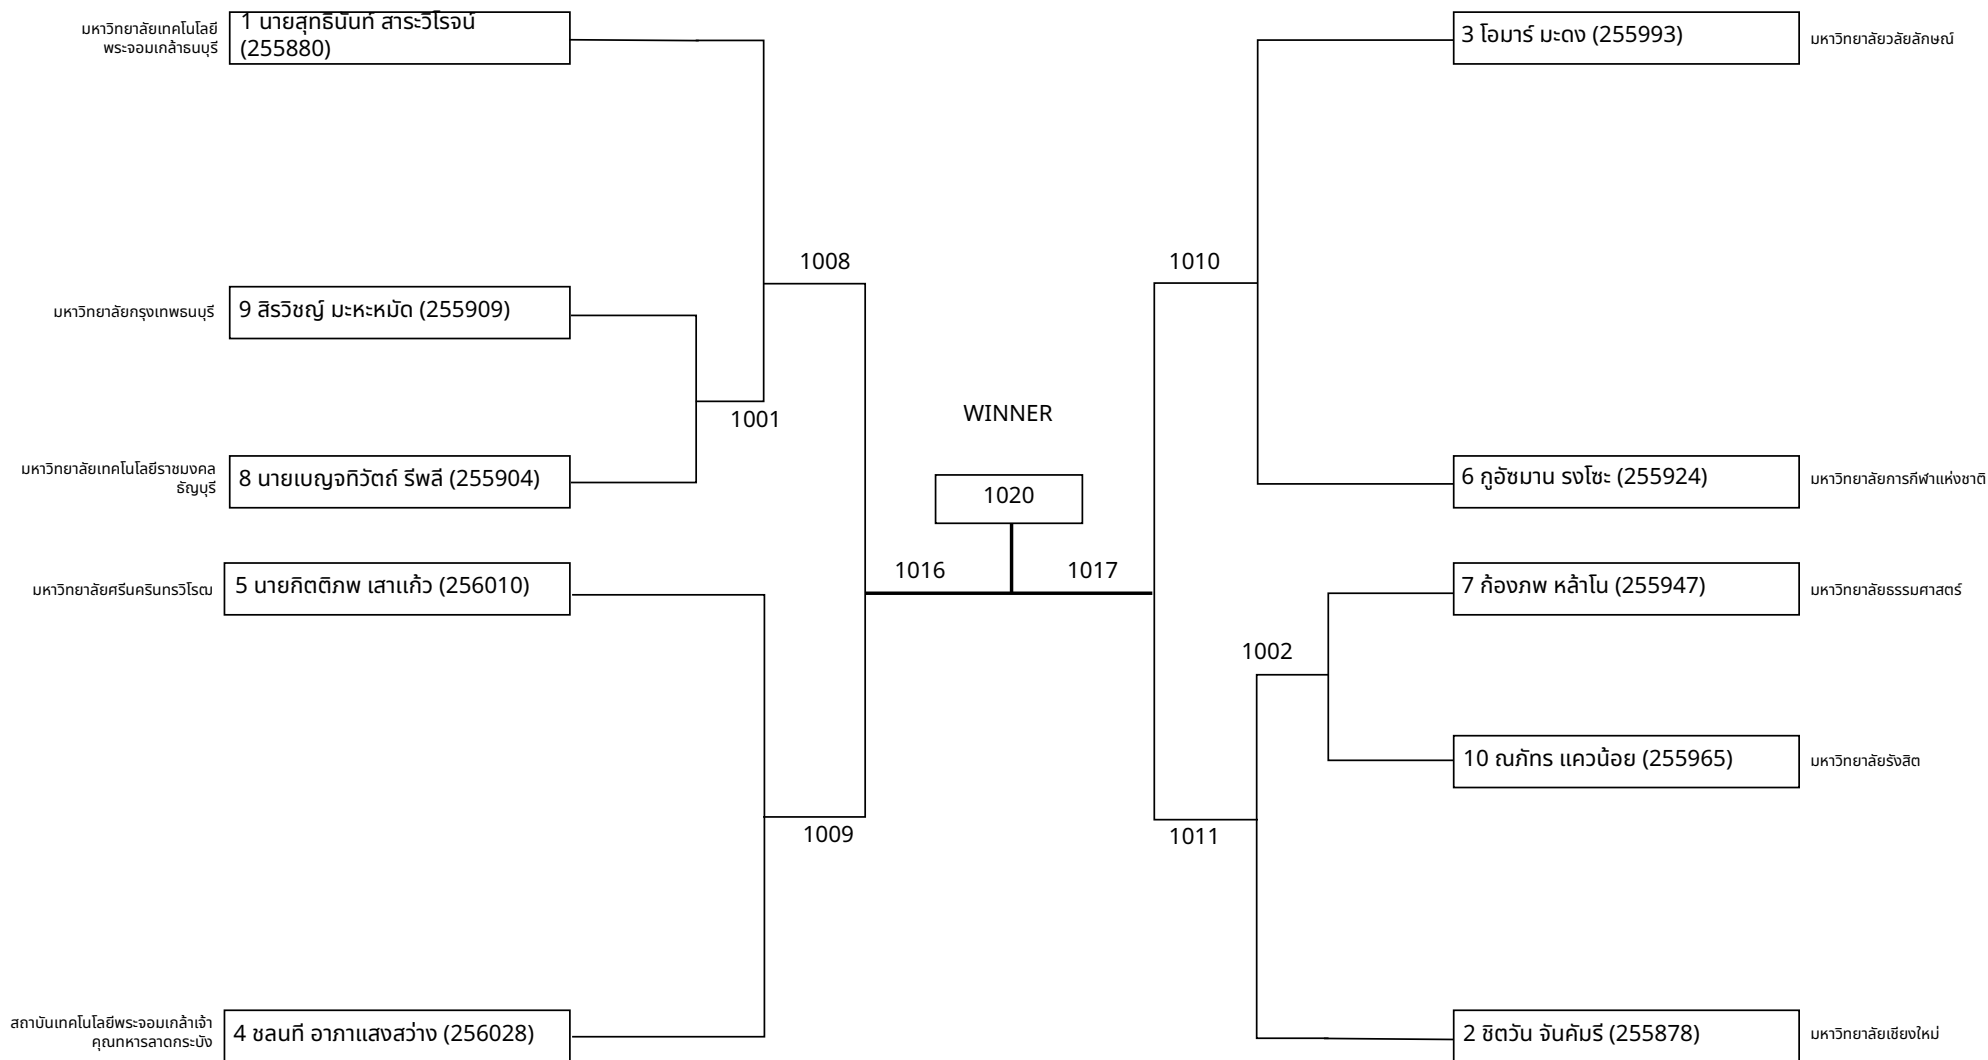 มหาวิทยาลัยเทคโนโลยี
พระจอมเกล้าธนบุรี
1 นายสุทธินันท์ สาระวิโรจน์
(255880)
3 โอมาร์ มะดง (255993)
มหาวิทยาลัยวลัยลักษณ์
1008
1010
มหาวิทยาลัยกรุงเทพธนบุรี
9 สิรวิชญ์ มะหะหมัด (255909)
1001
WINNER
มหาวิทยาลัยเทคโนโลยีราชมงคล
ธัญบุรี
8 นายเบญจทิวัตถ์ รีพลี (255904)
1020
6 กูอัซมาน รงโซะ (255924)
มหาวิทยาลัยการกีฬาแห่งชาติ
มหาวิทยาลัยศรีนครินทรวิโรฒ
5 นายกิตติภพ เสาแก้ว (256010)
1016
1017
7 ก้องภพ หล้าโน (255947)
มหาวิทยาลัยธรรมศาสตร์
1002
10 ณภัทร แควน้อย (255965)
มหาวิทยาลัยรังสิต
1009
1011
สถาบันเทคโนโลยีพระจอมเกล้าเจ้า
คุณทหารลาดกระบัง
4 ชลนที อาภาแสงสว่าง (256028)
2 ชิตวัน จันคัมรี (255878)
มหาวิทยาลัยเชียงใหม่